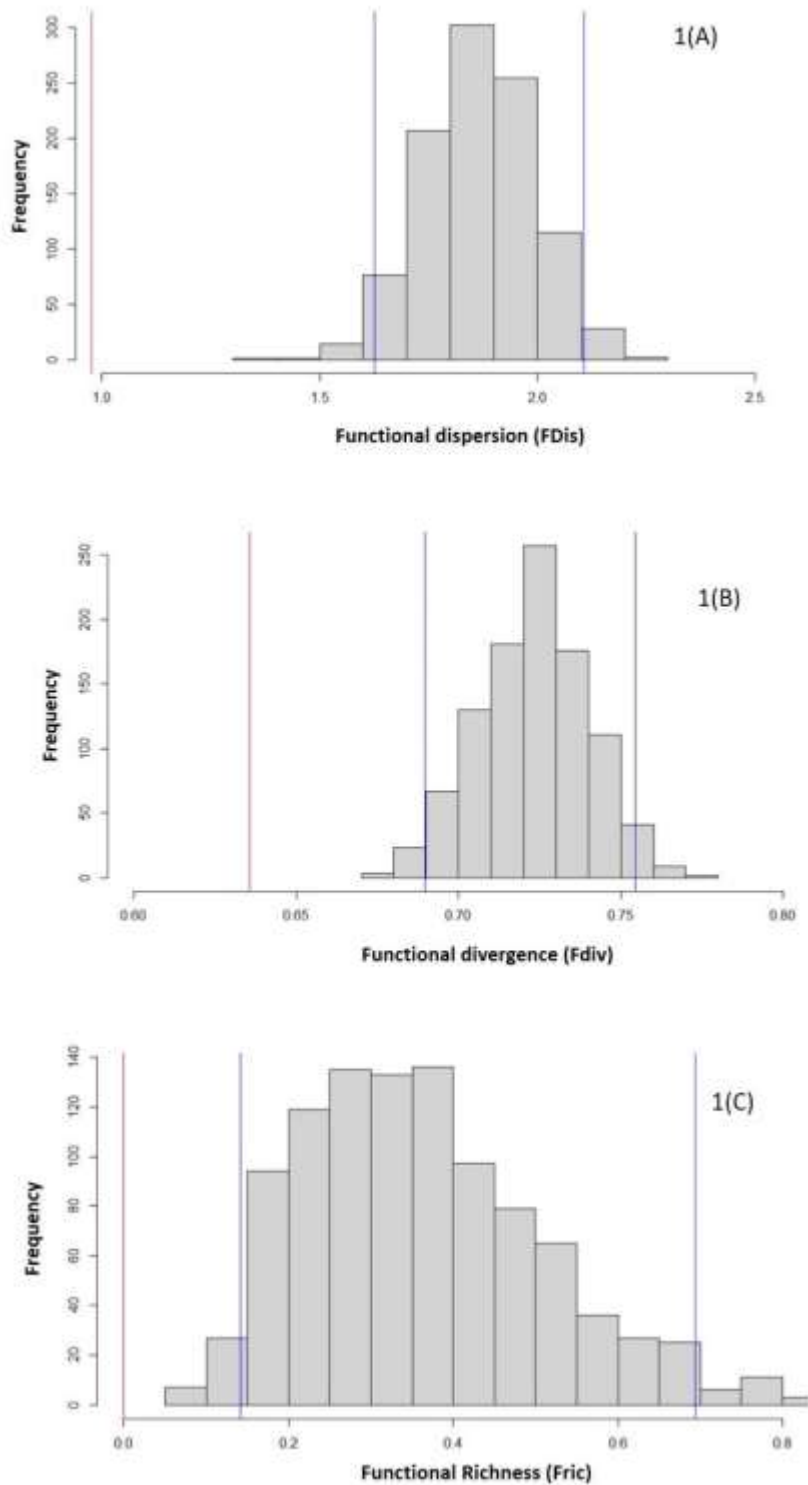 1(A)
Frequency
300
250
200
150
100
50
0
1.0 1.5 2.0 2.5
Functional dispersion (FDis)
1(B)
Frequency
250
200
150
100
50
0
0.60 0.65 0.70 0.75 0.80
Functional divergence (Fdiv)
1(C)
Frequency
140
120
100
80
60
40
20
0
0.0 0.2 0.4 0.6 0.8
Functional Richness (Fric)